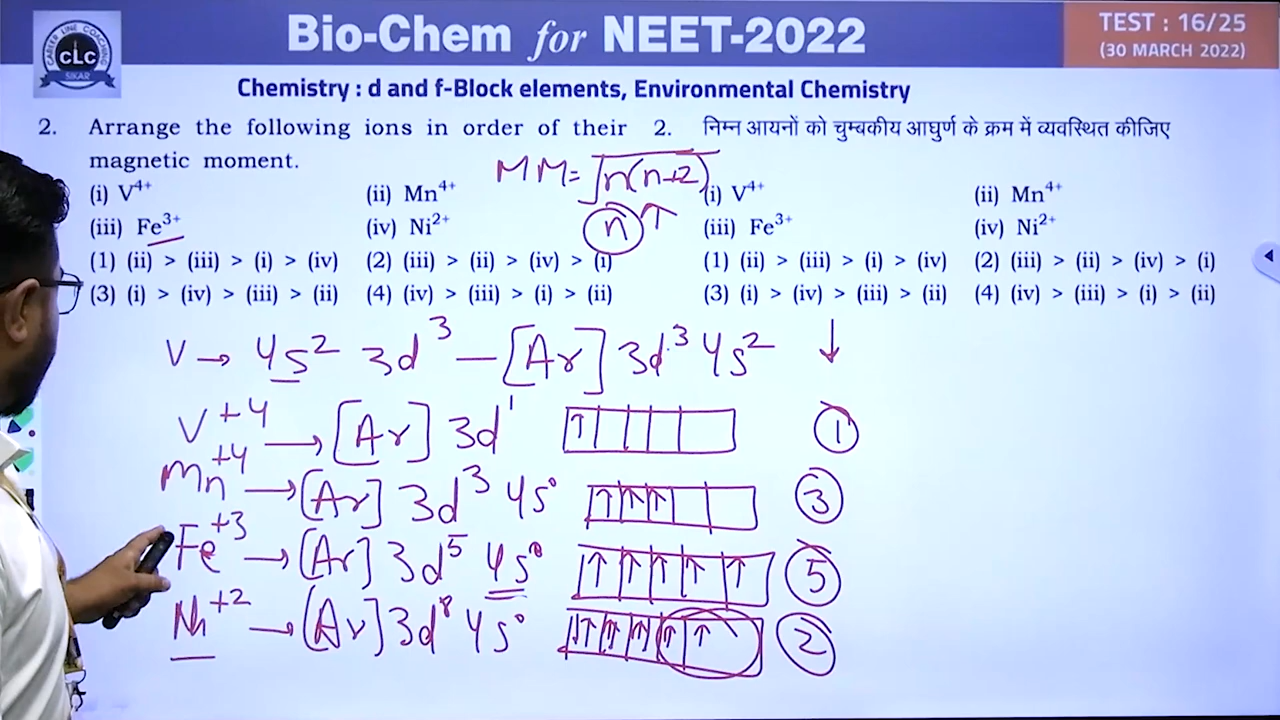 CAREER LINE COACHING
CLC
SIKAR
Bio-Chem for NEET-2022
TEST : 16/25
(30 MARCH 2022)
Chemistry : d and f-Block elements, Environmental Chemistry
2. Arrange the following ions in order of their
magnetic moment.
(i) V⁴⁺ (ii) Mn⁴⁺
(iii) Fe³⁺ (iv) Ni²⁺
(1) (ii) > (iii) > (i) > (iv) (2) (iii) > (ii) > (iv) > (i)
(3) (i) > (iv) > (iii) > (ii) (4) (iv) > (iii) > (i) > (ii)
2. निम्न आयनों को चुम्बकीय आघुर्ण के क्रम में व्यवस्थित कीजिए
(i) V⁴⁺ (ii) Mn⁴⁺
(iii) Fe³⁺ (iv) Ni²⁺
(1) (ii) > (iii) > (i) > (iv) (2) (iii) > (ii) > (iv) > (i)
(3) (i) > (iv) > (iii) > (ii) (4) (iv) > (iii) > (i) > (ii)
MM = √n(n+2)
n ↑
V → 4s² 3d³ — [Ar] 3d³ 4s² ↓
V⁺⁴ → [Ar] 3d¹ ↑ 1
Mn⁺⁴ → [Ar] 3d³ 4s⁰ ↑ ↑ ↑ 3
Fe⁺³ → [Ar] 3d⁵ 4s⁰ ↑ ↑ ↑ ↑ ↑ 5
Ni⁺² → [Ar] 3d⁸ 4s⁰ ↓↑ ↑ ↑ ↑ ↑ 2